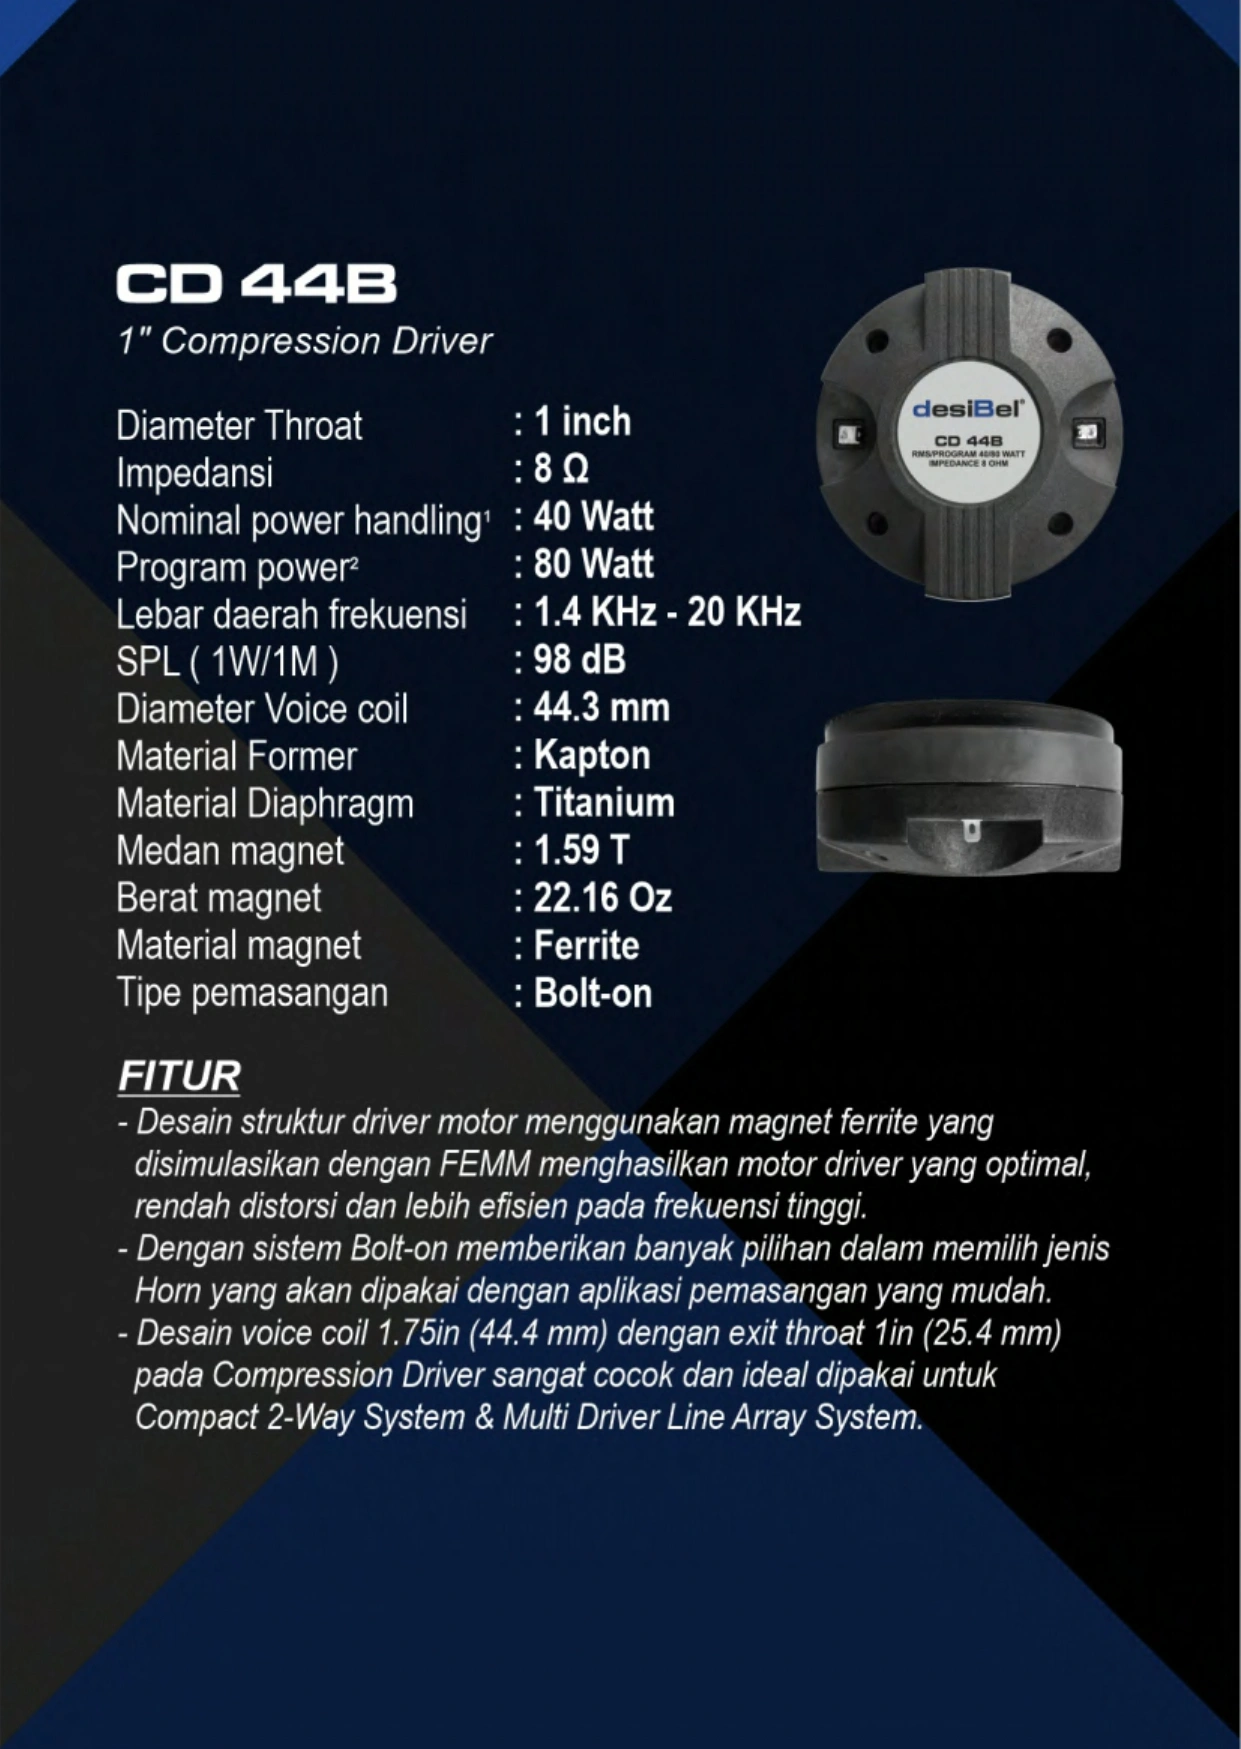 CD 44B
1" Compression Driver
Diameter Throat : 1 inch
Impedansi : 8 Ω
Nominal power handling¹ : 40 Watt
Program power² : 80 Watt
Lebar daerah frekuensi : 1.4 KHz - 20 KHz
SPL ( 1W/1M ) : 98 dB
Diameter Voice coil : 44.3 mm
Material Former : Kapton
Material Diaphragm : Titanium
Medan magnet : 1.59 T
Berat magnet : 22.16 Oz
Material magnet : Ferrite
Tipe pemasangan : Bolt-on
desiBel®
CD 44B
RMS/PROGRAM 40/80 WATT
IMPEDANCE 8 OHM
FITUR
- Desain struktur driver motor menggunakan magnet ferrite yang
disimulasikan dengan FEMM menghasilkan motor driver yang optimal,
rendah distorsi dan lebih efisien pada frekuensi tinggi.
- Dengan sistem Bolt-on memberikan banyak pilihan dalam memilih jenis
Horn yang akan dipakai dengan aplikasi pemasangan yang mudah.
- Desain voice coil 1.75in (44.4 mm) dengan exit throat 1in (25.4 mm)
pada Compression Driver sangat cocok dan ideal dipakai untuk
Compact 2-Way System & Multi Driver Line Array System.